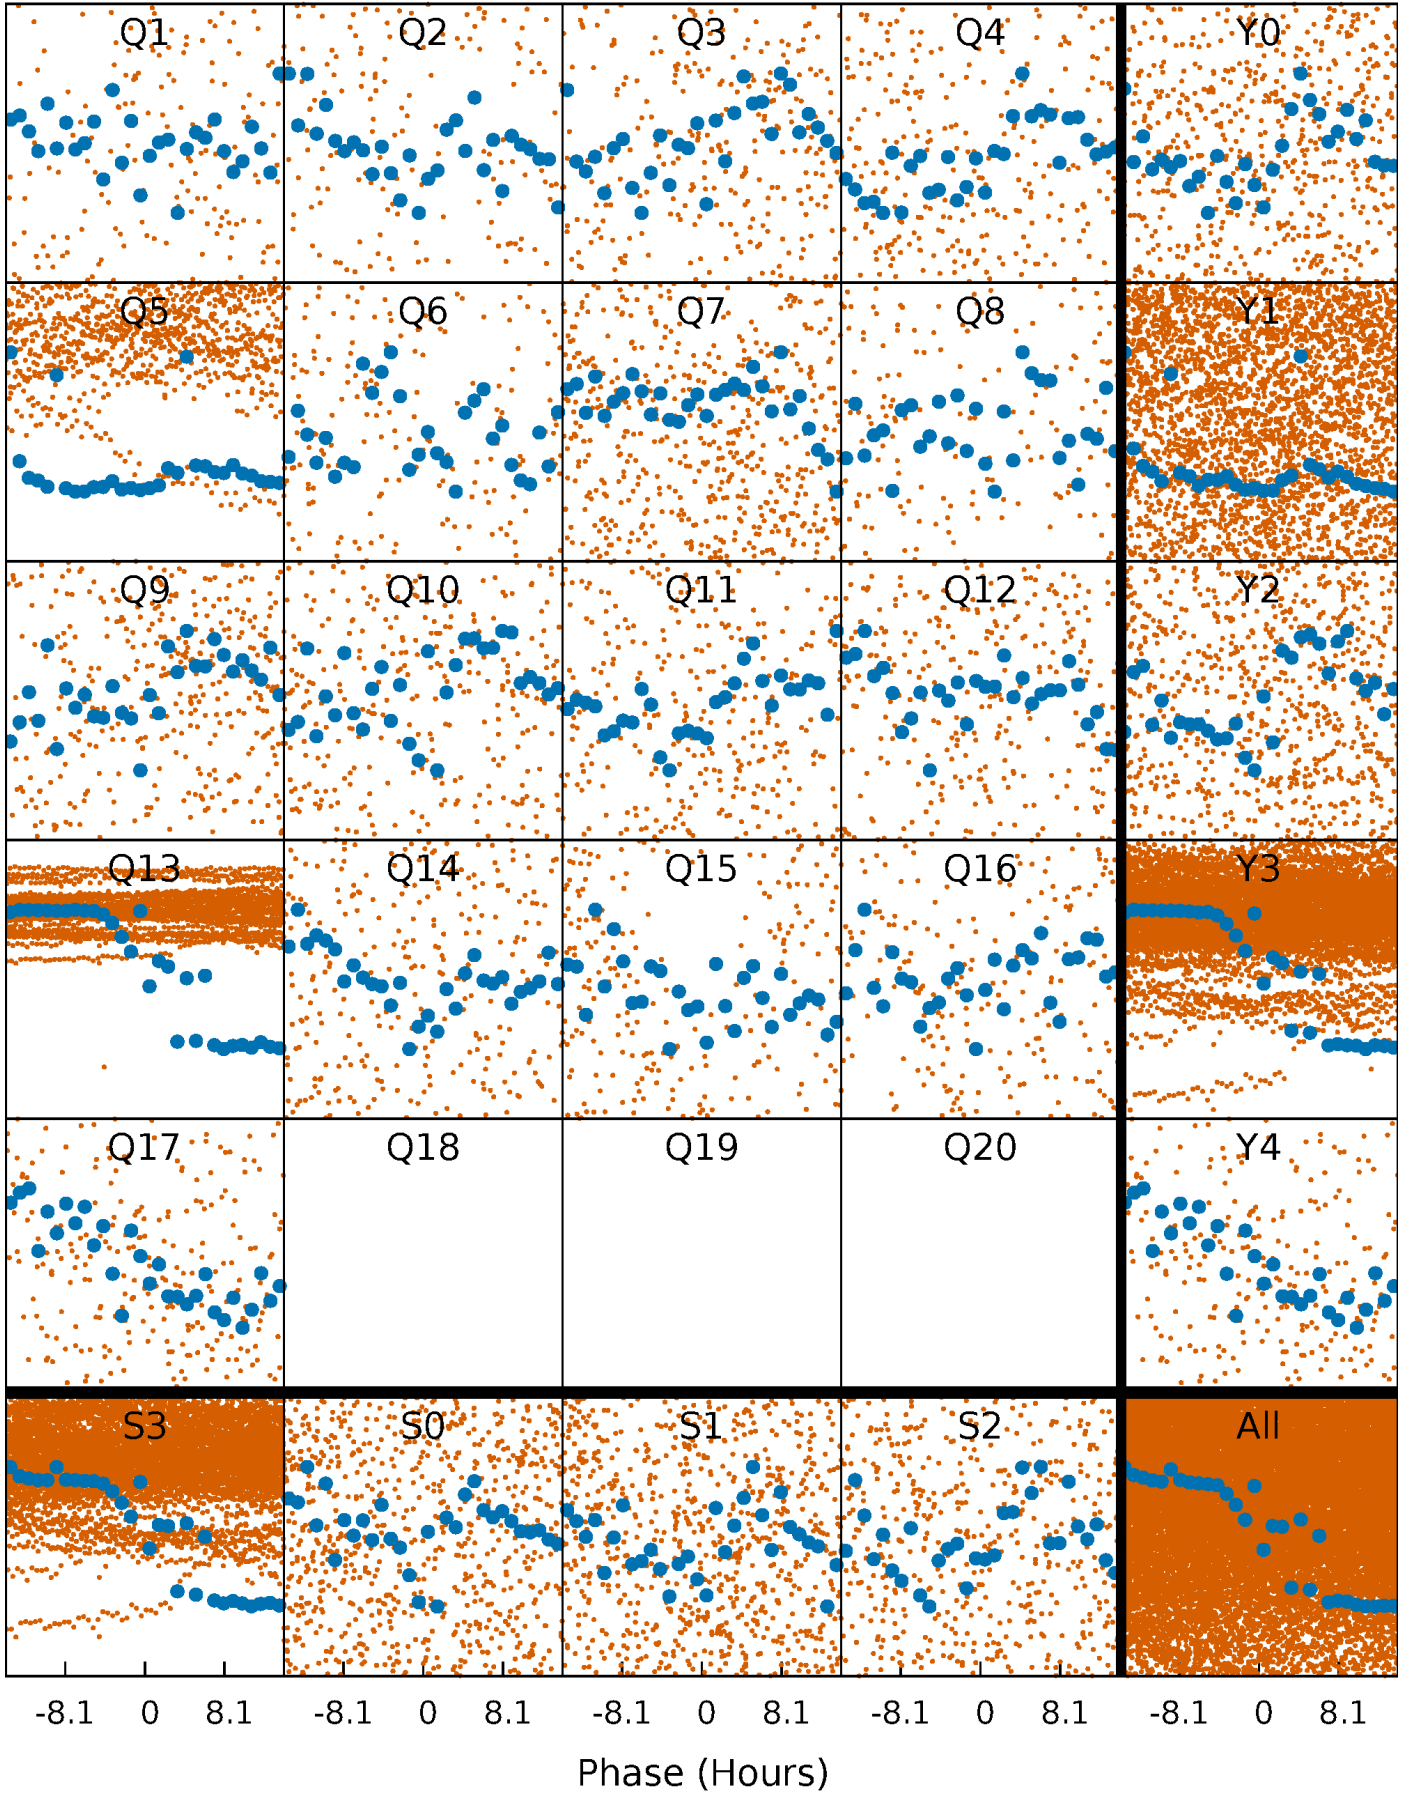 Q1 Q2 Q3 Q4 Y0
Q5 Q6 Q7 Q8 Y1
Q9 Q10 Q11 Q12 Y2
Q13 Q14 Q15 Q16 Y3
Q17 Q18 Q19 Q20 Y4
S3 S0 S1 S2 All
-8.1 0 8.1 -8.1 0 8.1 -8.1 0 8.1 -8.1 0 8.1 -8.1 0 8.1
Phase (Hours)